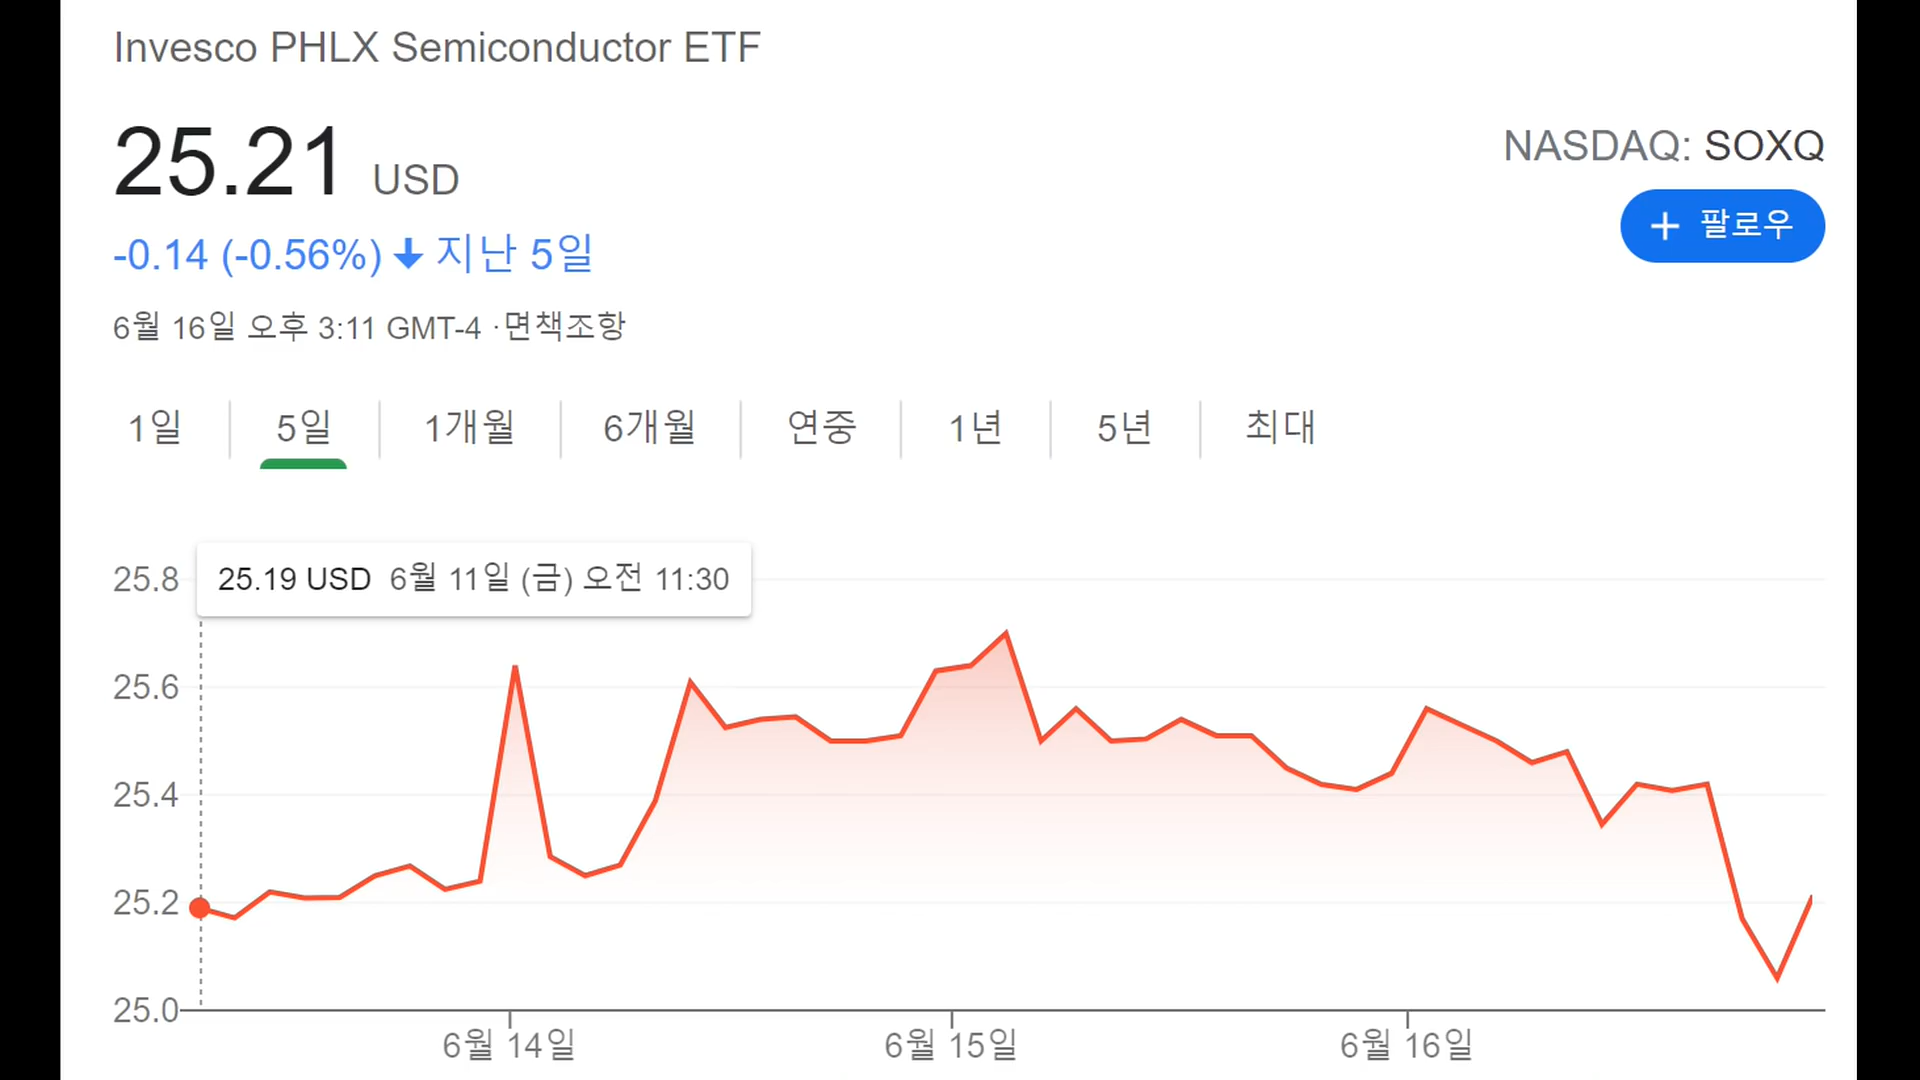 Invesco PHLX Semiconductor ETF
25.21 USD
NASDAQ: SOXQ
+ 팔로우
-0.14 (-0.56%) ↓ 지난 5일
6월 16일 오후 3:11 GMT-4 ·면책조항
1일 5일 1개월 6개월 연중 1년 5년 최대
25.19 USD 6월 11일 (금) 오전 11:30
25.8
25.6
25.4
25.2
25.0
6월 14일 6월 15일 6월 16일